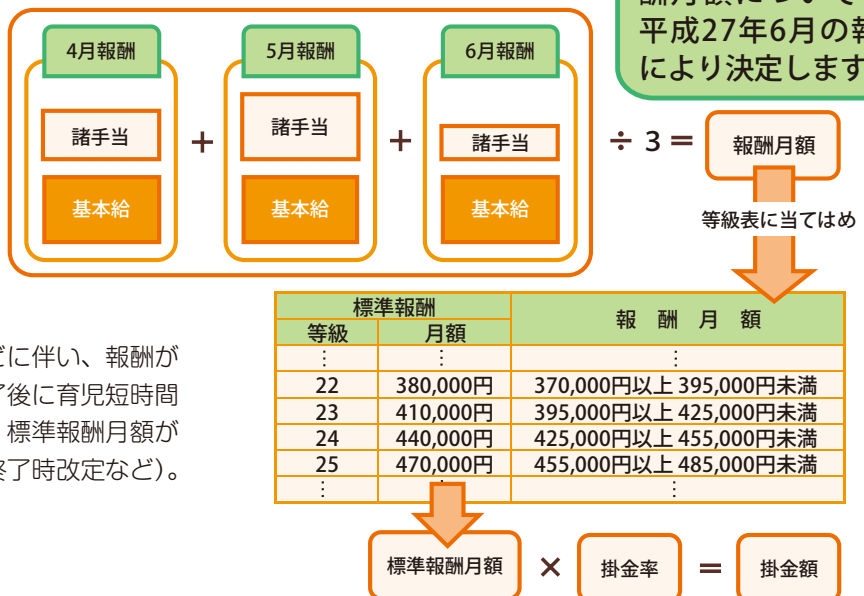 酬月額について
平成27年6月の報
により決定します
4月報酬
5月報酬
6月報酬
諸手当 + 諸手当 + 諸手当 ÷ 3 = 報酬月額
基本給 基本給 基本給
等級表に当てはめ
標準報酬 報酬月額
等級 月額
⋮ ⋮ ⋮
22 380,000円 370,000円以上 395,000円未満
23 410,000円 395,000円以上 425,000円未満
24 440,000円 425,000円以上 455,000円未満
25 470,000円 455,000円以上 485,000円未満
⋮ ⋮
に伴い、報酬が
後に育児短時間
標準報酬月額が
終了時改定など)。
標準報酬月額 × 掛金率 = 掛金額